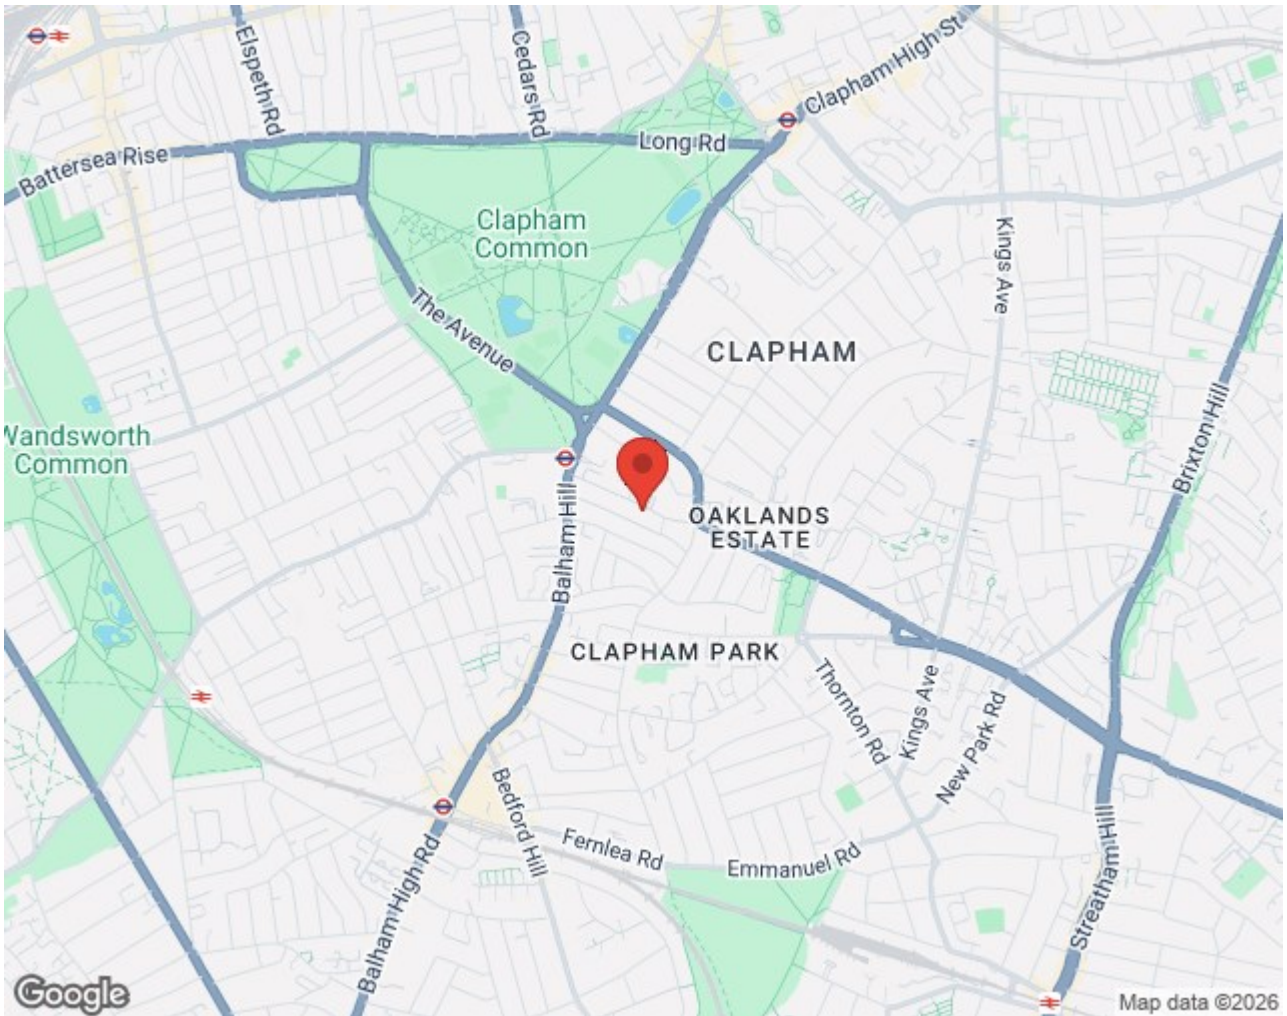 Elspeth Rd
Cedars Rd
Clapham High St
Battersea Rise
Long Rd
Clapham
Common
Kings Ave
The Avenue
CLAPHAM
Wandsworth
Common
Brixton Hill
Balham Hill
OAKLANDS
ESTATE
CLAPHAM PARK
Thornton Rd
Kings Ave
New Park Rd
Bedford Hill
Fernlea Rd
Emmanuel Rd
Streatham Hill
Balham High Rd
Google
Map data ©2026